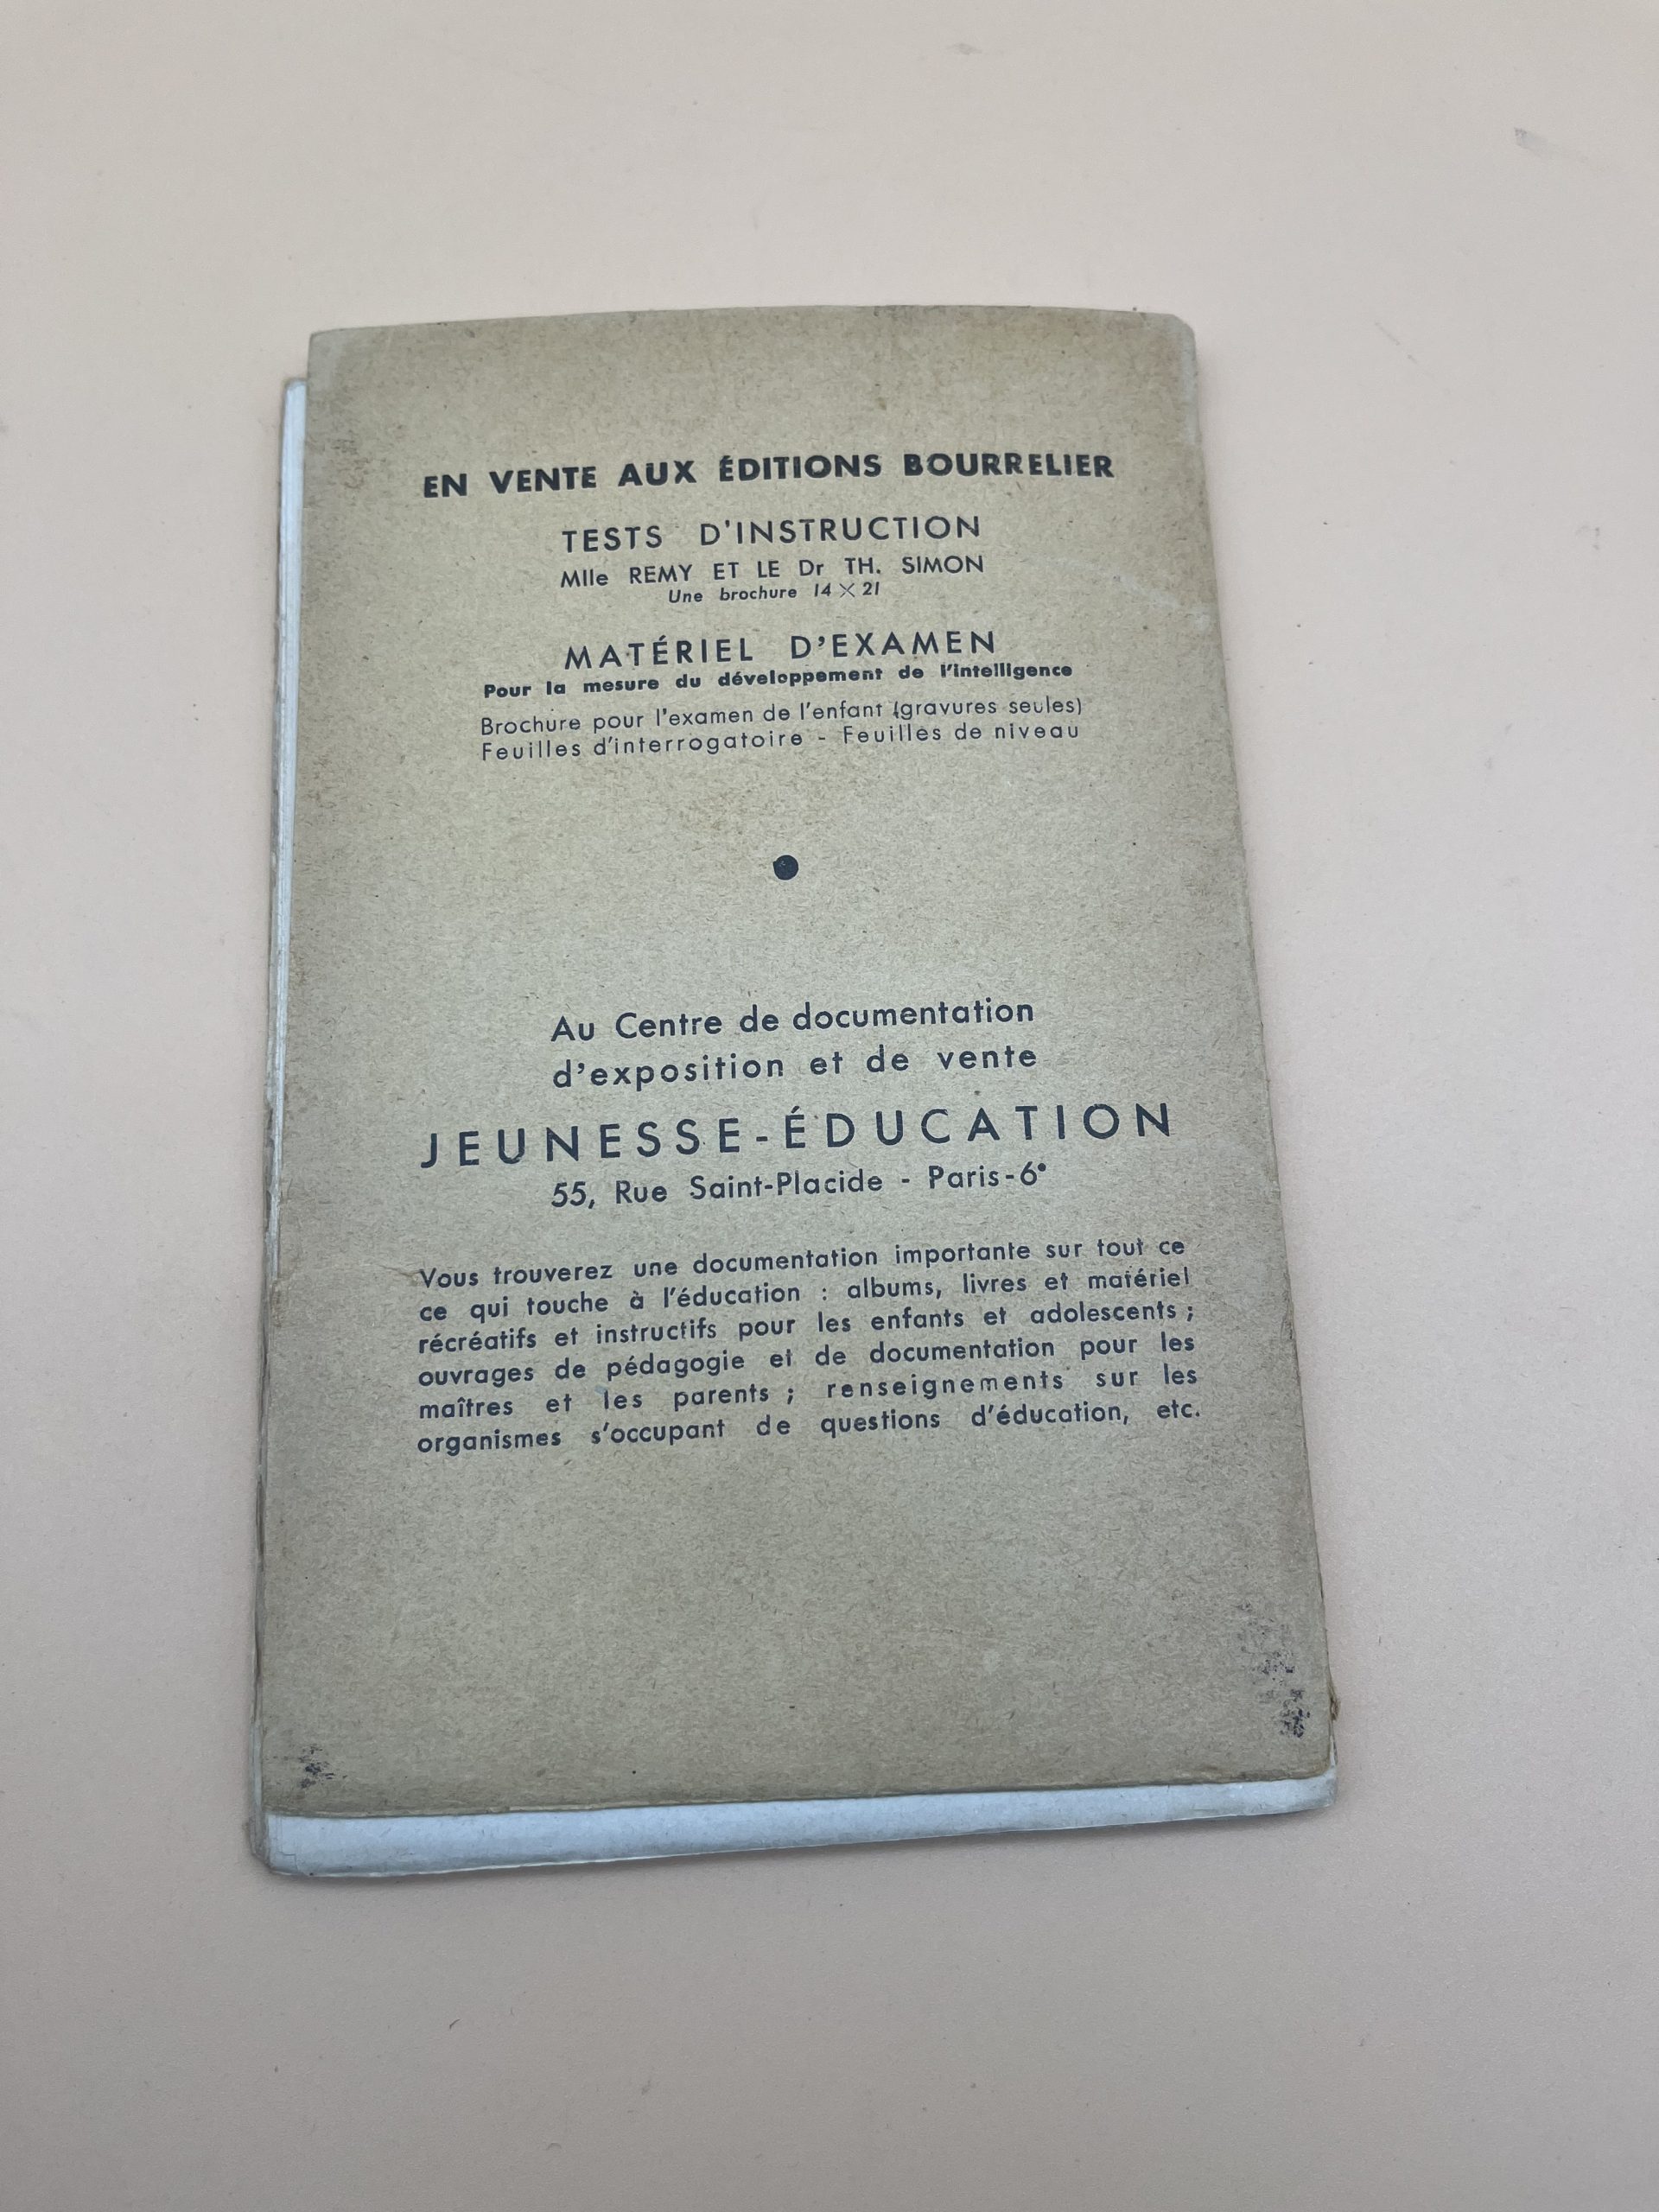 EN VENTE AUX ÉDITIONS BOURRELIER
TESTS D'INSTRUCTION
Mlle REMY ET LE Dr TH. SIMON
Une brochure 14 × 21
MATÉRIEL D'EXAMEN
Pour la mesure du développement de l'intelligence
Brochure pour l'examen de l'enfant (gravures seules)
Feuilles d'interrogatoire - Feuilles de niveau
Au Centre de documentation
d'exposition et de vente
JEUNESSE-ÉDUCATION
55, Rue Saint-Placide - Paris-6e
Vous trouverez une documentation importante sur tout ce
ce qui touche à l'éducation : albums, livres et matériel
récréatifs et instructifs pour les enfants et adolescents ;
ouvrages de pédagogie et de documentation pour les
maîtres et les parents ; renseignements sur les
organismes s'occupant de questions d'éducation, etc.